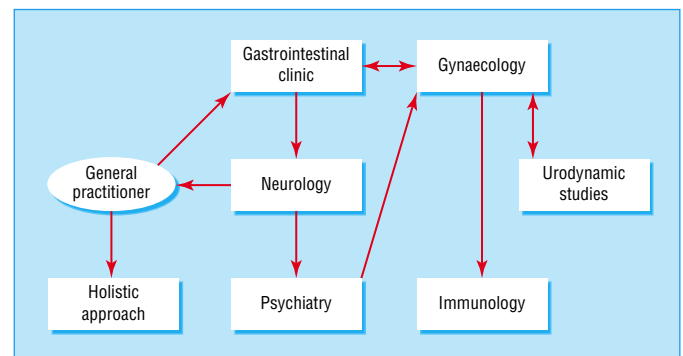 Gastrointestinal
clinic
Gynaecology
General
practitioner
Neurology
Urodynamic
studies
Holistic
approach
Psychiatry
Immunology